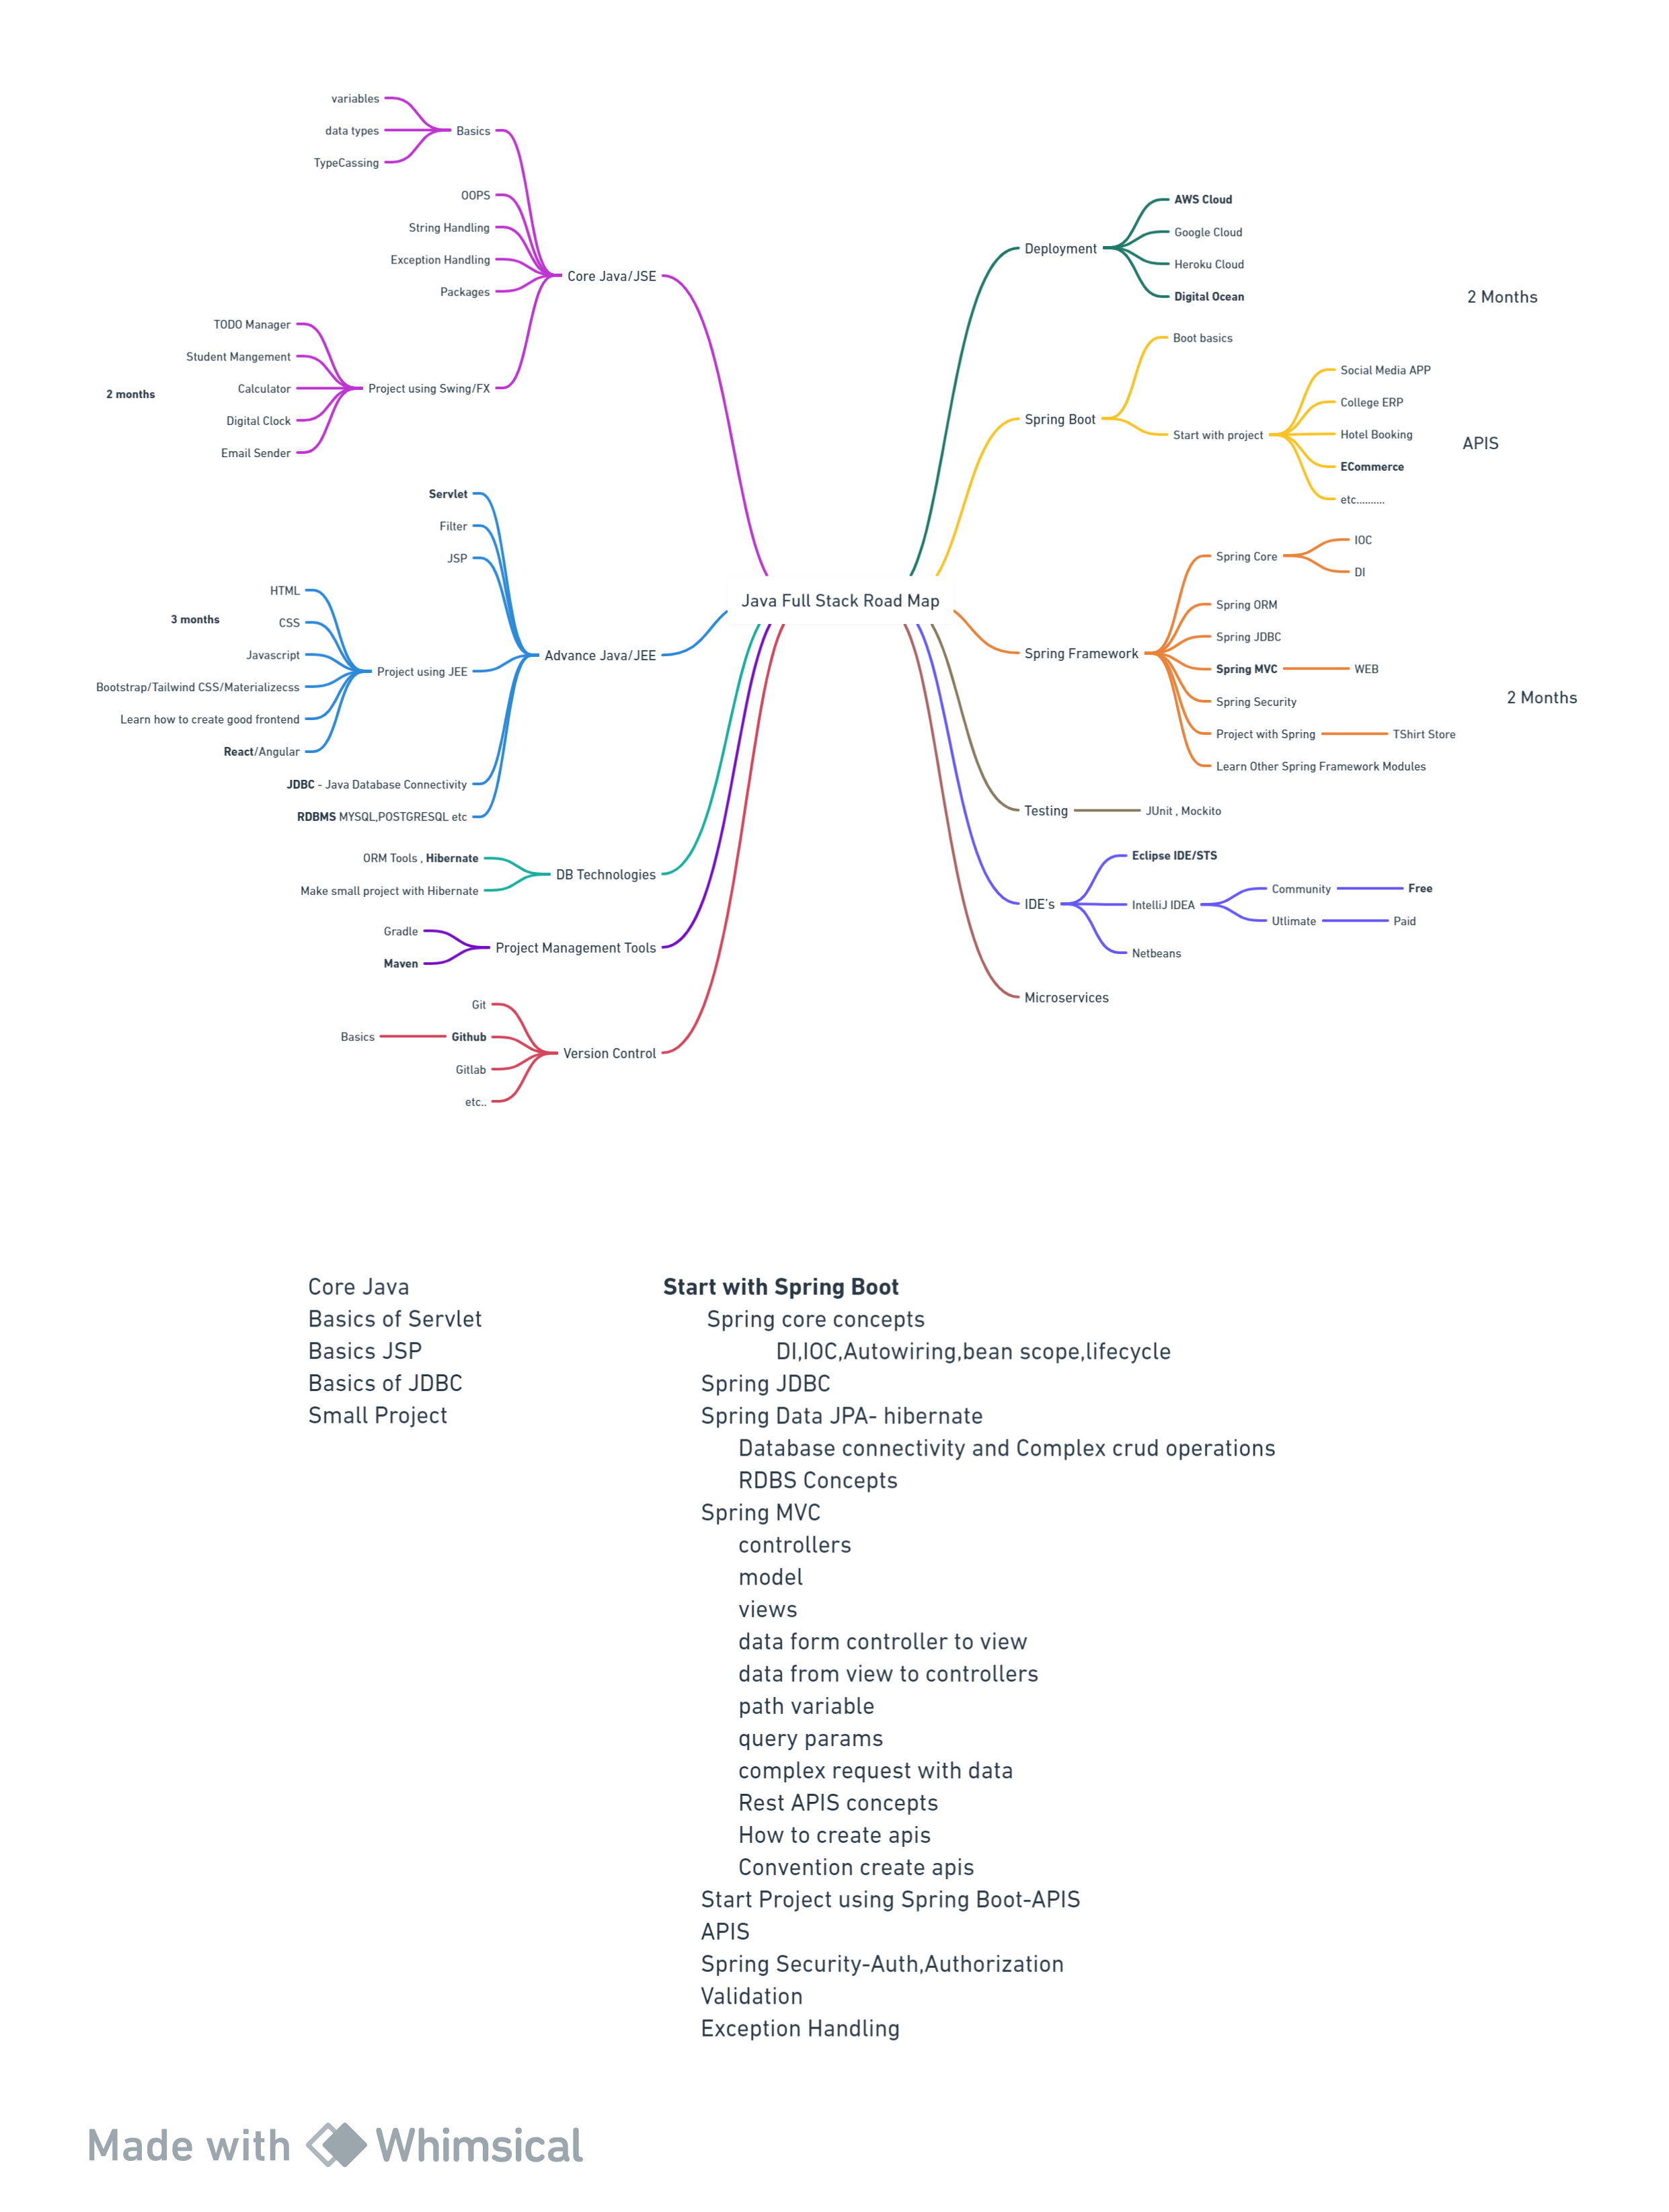 variables
data types
TypeCassing
Basics
OOPS
String Handling
Exception Handling
Packages
Core Java/JSE
TODO Manager
Student Mangement
Calculator
Digital Clock
Email Sender
Project using Swing/FX
2 months
Servlet
Filter
JSP
HTML
CSS
Javascript
Bootstrap/Tailwind CSS/Materializecss
Learn how to create good frontend
React/Angular
3 months
Project using JEE
Advance Java/JEE
JDBC - Java Database Connectivity
RDBMS MYSQL,POSTGRESQL etc
ORM Tools , Hibernate
Make small project with Hibernate
DB Technologies
Gradle
Maven
Project Management Tools
Git
Basics
Github
Gitlab
etc..
Version Control
Java Full Stack Road Map
Deployment
AWS Cloud
Google Cloud
Heroku Cloud
Digital Ocean
2 Months
Spring Boot
Boot basics
Start with project
Social Media APP
College ERP
Hotel Booking
ECommerce
etc..........
APIS
Spring Framework
Spring Core
IOC
DI
Spring ORM
Spring JDBC
Spring MVC
WEB
Spring Security
Project with Spring
TShirt Store
Learn Other Spring Framework Modules
2 Months
Testing
JUnit , Mockito
IDE's
Eclipse IDE/STS
IntelliJ IDEA
Community
Free
Utlimate
Paid
Netbeans
Microservices
Core Java
Basics of Servlet
Basics JSP
Basics of JDBC
Small Project
Start with Spring Boot
Spring core concepts
DI,IOC,Autowiring,bean scope,lifecycle
Spring JDBC
Spring Data JPA- hibernate
Database connectivity and Complex crud operations
RDBS Concepts
Spring MVC
controllers
model
views
data form controller to view
data from view to controllers
path variable
query params
complex request with data
Rest APIS concepts
How to create apis
Convention create apis
Start Project using Spring Boot-APIS
APIS
Spring Security-Auth,Authorization
Validation
Exception Handling
Made with Whimsical